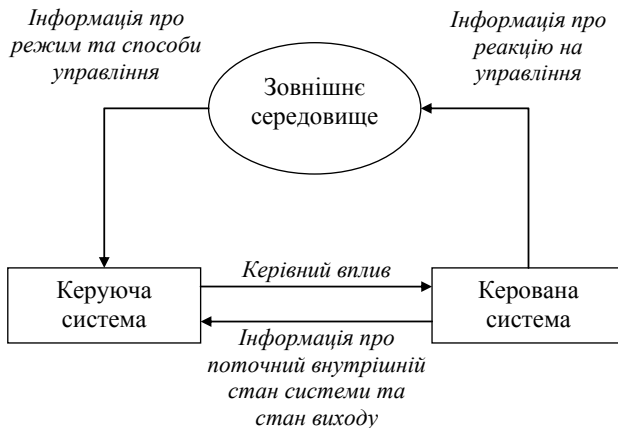 Інформація про
режим та способи
управління
Інформація про
реакцію на
управління
Зовнішнє
середовище
Керівний вплив
Керуюча
система
Керована
система
Інформація про
поточний внутрішній
стан системи та
стан виходу